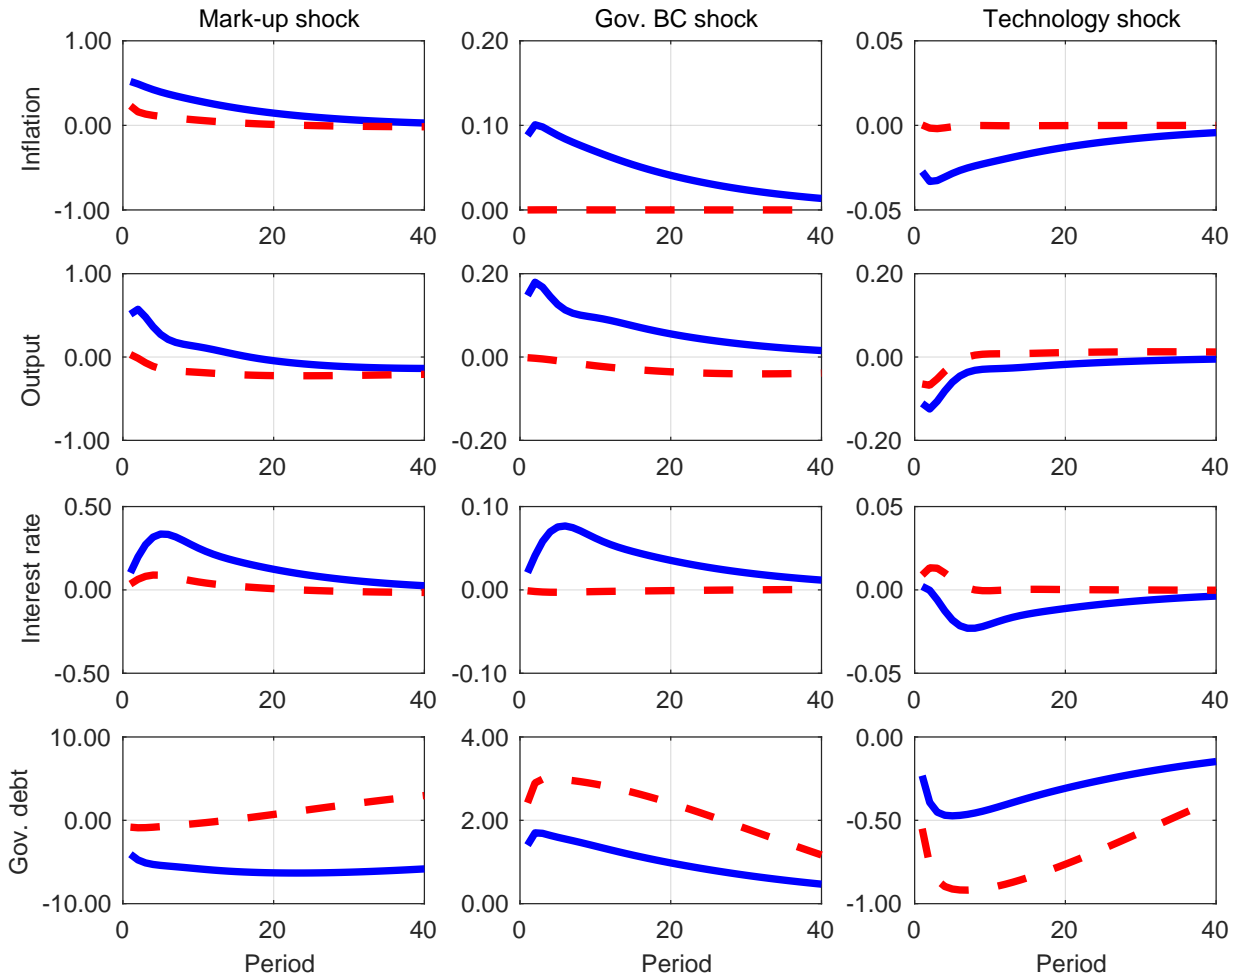 Mark-up shock Gov. BC shock Technology shock
1.00 0.20 0.05
Inflation
0.00 0.10 0.00
-1.00 0.00 -0.05
0 20 40 0 20 40 0 20 40
1.00 0.20 0.20
Output
0.00 0.00 0.00
-1.00 -0.20 -0.20
0 20 40 0 20 40 0 20 40
0.50 0.10 0.05
Interest rate
0.00 0.00 0.00
-0.50 -0.10 -0.05
0 20 40 0 20 40 0 20 40
10.00 4.00 0.00
Gov. debt
0.00 2.00 -0.50
-10.00 0.00 -1.00
0 20 40 0 20 40 0 20 40
Period Period Period